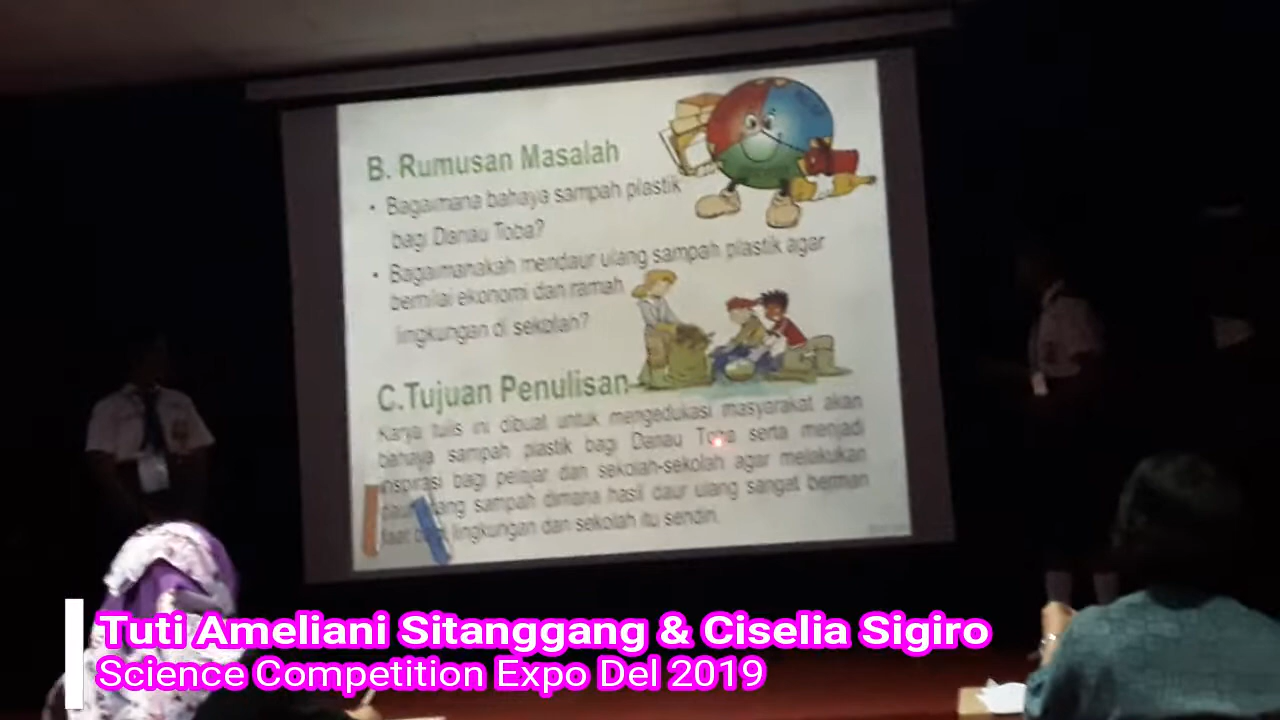 B. Rumusan Masalah
• Bagaimana bahaya sampah plastik
bagi Danau Toba?
• Bagaimanakah mendaur ulang sampah plastik agar
bernilai ekonomi dan ramah
lingkungan di sekolah?
C.Tujuan Penulisan
Karya tulis ini dibuat untuk mengedukasi masyarakat akan
bahaya sampah plastik bagi Danau Toba serta menjadi
inspirasi bagi pelajar dan sekolah-sekolah agar melakukan
ulang sampah dimana hasil daur ulang sangat berman
faat lingkungan dan sekolah itu sendiri.
Tuti Ameliani Sitanggang & Ciselia Sigiro
Science Competition Expo Del 2019